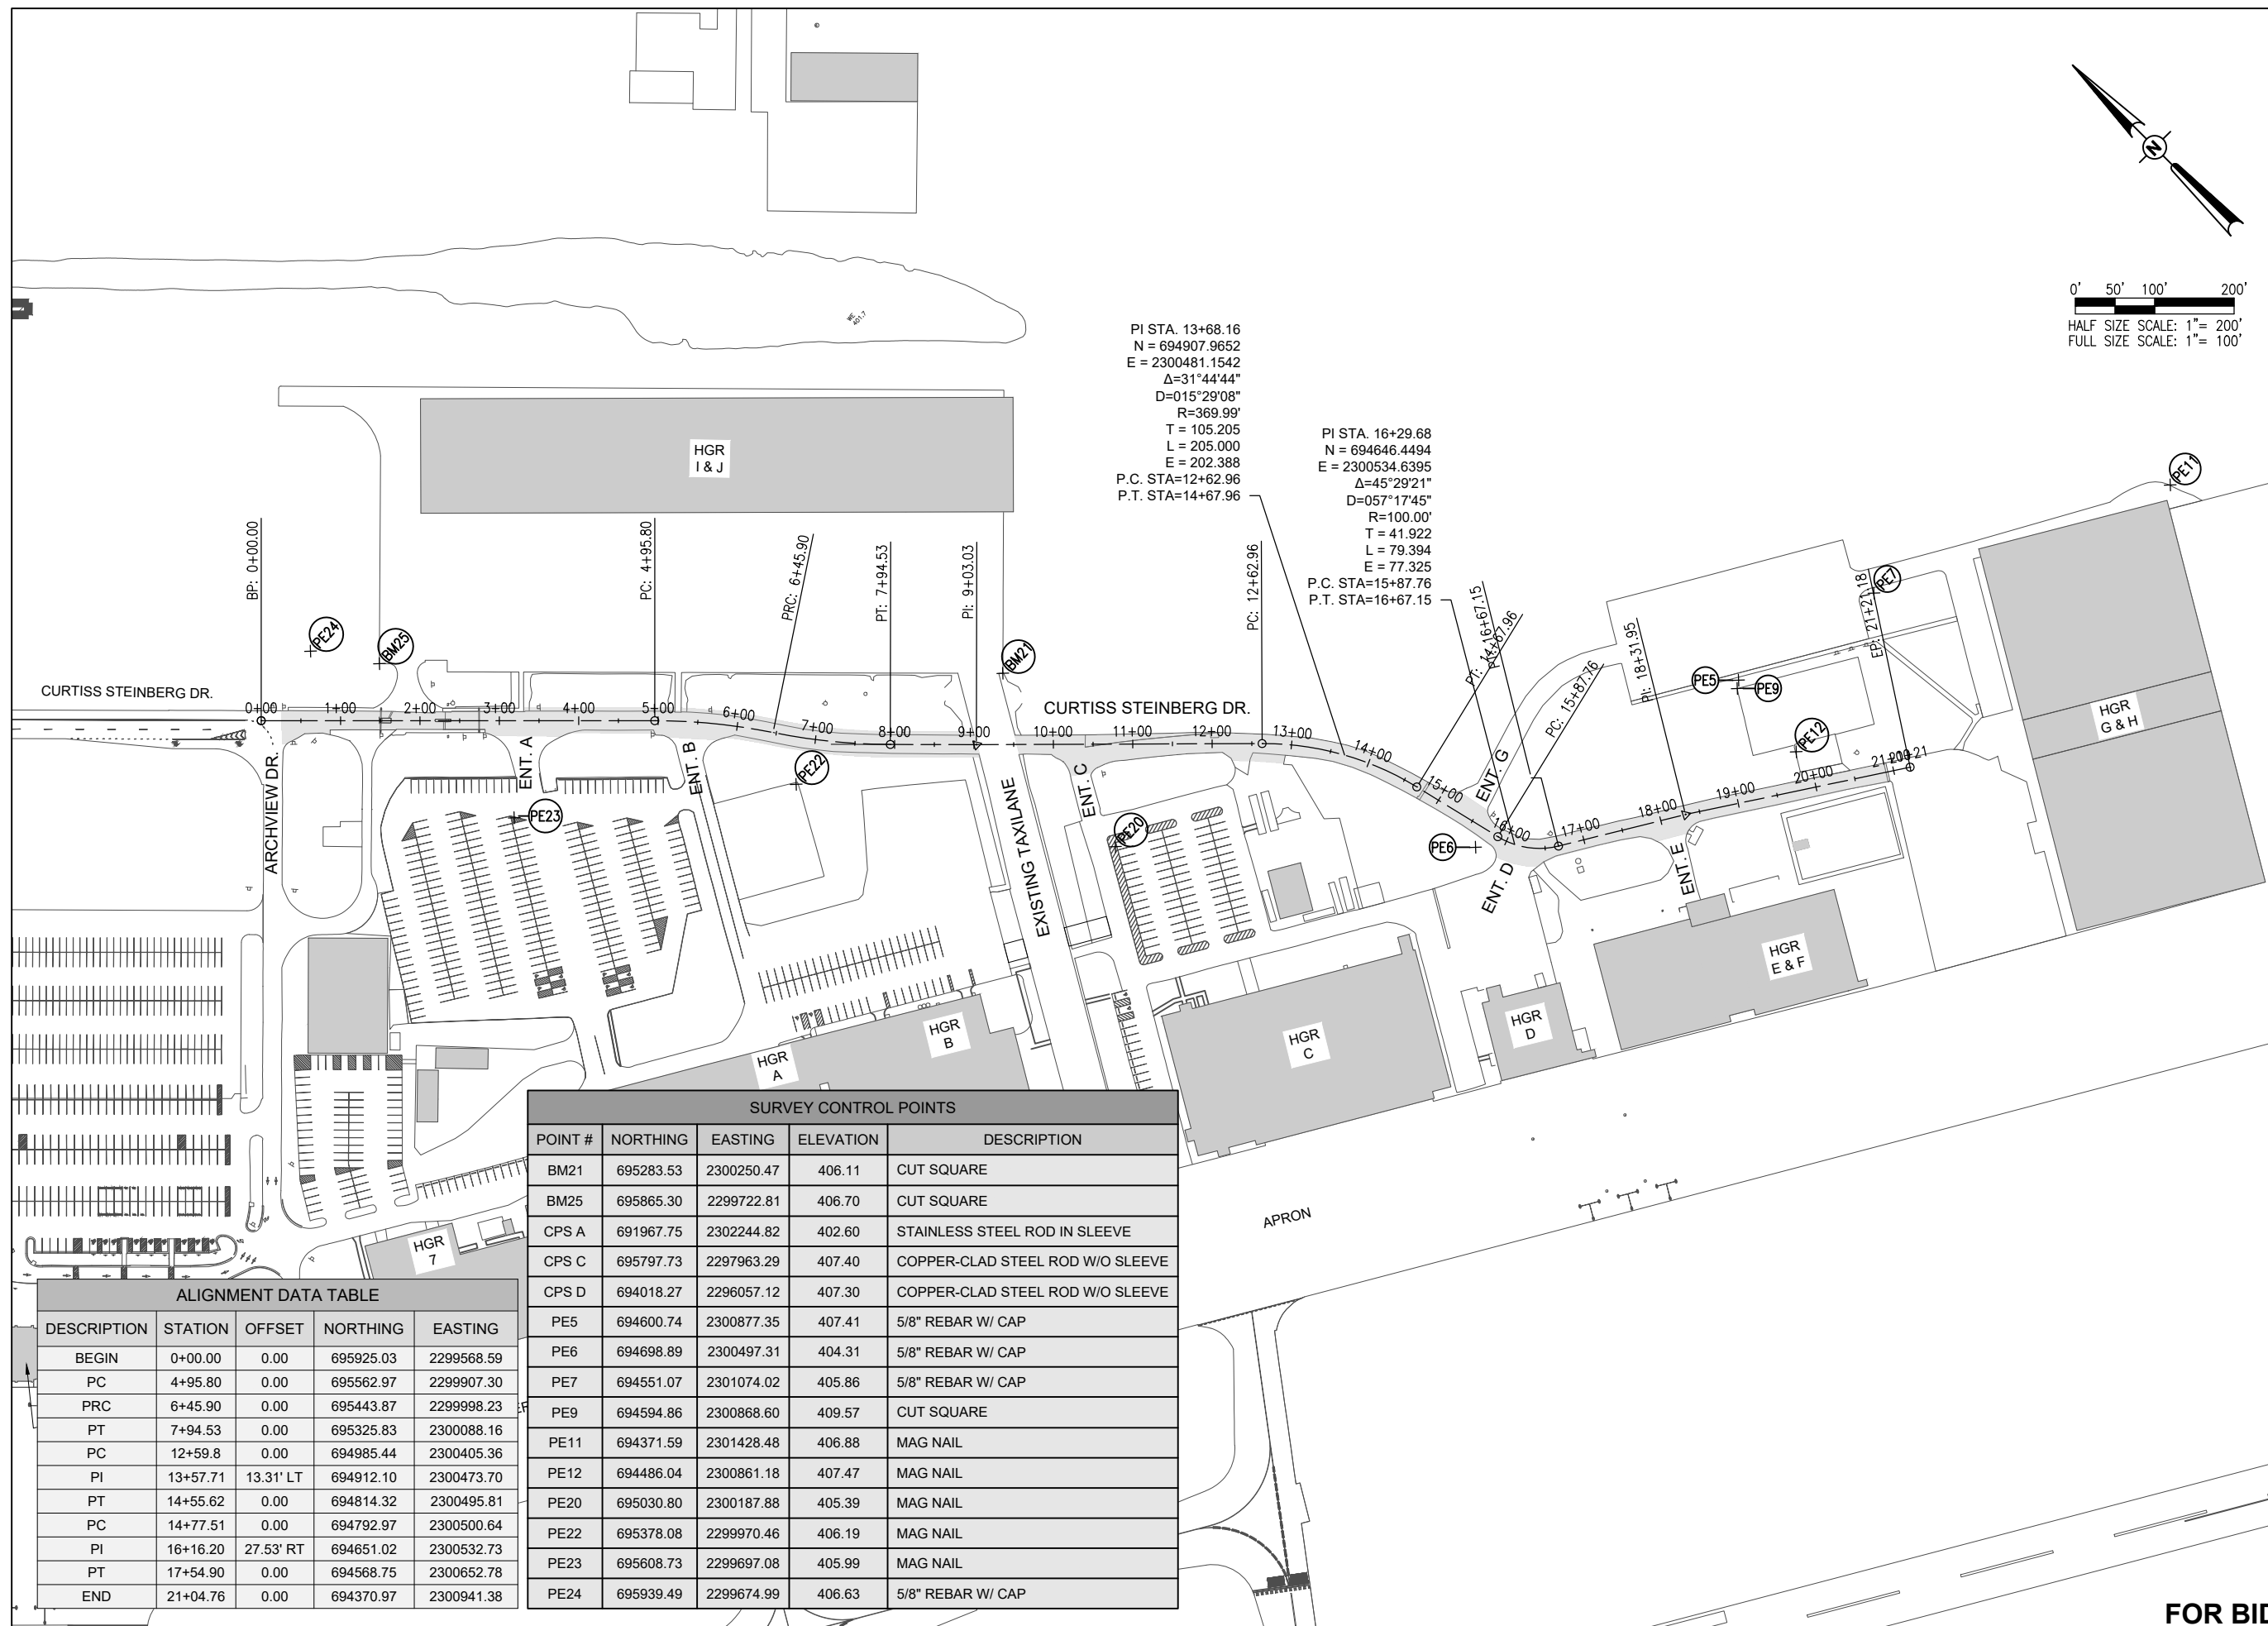 WE
401.7
N
0' 50' 100' 200'
HALF SIZE SCALE: 1"= 200'
FULL SIZE SCALE: 1"= 100'
PI STA. 13+68.16
N = 694907.9652
E = 2300481.1542
Δ=31°44'44"
D=015°29'08"
R=369.99'
T = 105.205
L = 205.000
E = 202.388
P.C. STA=12+62.96
P.T. STA=14+67.96
PI STA. 16+29.68
N = 694646.4494
E = 2300534.6395
Δ=45°29'21"
D=057°17'45"
R=100.00'
T = 41.922
L = 79.394
E = 77.325
P.C. STA=15+87.76
P.T. STA=16+67.15
HGR
I & J
BP: 0+00.00
PC: 4+95.80
PRC: 6+45.90
PT: 7+94.53
PI: 9+03.03
PC: 12+62.96
PT: 14+67.96
PT: 16+67.15
PC: 15+87.76
PI: 18+31.95
EP: 21+21.18
PE24
BM25
BM21
PE11
PE7
PE5
PE9
PE12
PE22
PE23
PE20
PE6
CURTISS STEINBERG DR.
CURTISS STEINBERG DR.
0+00 1+00 2+00 3+00 4+00 5+00 6+00 7+00 8+00 9+00 10+00 11+00 12+00 13+00 14+00 15+00 16+00 17+00 18+00 19+00 20+00 21+00 21+21
ARCHVIEW DR.
ENT. A
ENT. B
EXISTING TAXILANE
ENT. C
ENT. G
ENT. D
ENT. E
HGR
G & H
HGR
E & F
HGR
D
HGR
C
HGR
B
HGR
A
HGR
7
APRON
SURVEY CONTROL POINTS
POINT # NORTHING EASTING ELEVATION DESCRIPTION
BM21 695283.53 2300250.47 406.11 CUT SQUARE
BM25 695865.30 2299722.81 406.70 CUT SQUARE
CPS A 691967.75 2302244.82 402.60 STAINLESS STEEL ROD IN SLEEVE
CPS C 695797.73 2297963.29 407.40 COPPER-CLAD STEEL ROD W/O SLEEVE
CPS D 694018.27 2296057.12 407.30 COPPER-CLAD STEEL ROD W/O SLEEVE
PE5 694600.74 2300877.35 407.41 5/8" REBAR W/ CAP
PE6 694698.89 2300497.31 404.31 5/8" REBAR W/ CAP
PE7 694551.07 2301074.02 405.86 5/8" REBAR W/ CAP
PE9 694594.86 2300868.60 409.57 CUT SQUARE
PE11 694371.59 2301428.48 406.88 MAG NAIL
PE12 694486.04 2300861.18 407.47 MAG NAIL
PE20 695030.80 2300187.88 405.39 MAG NAIL
PE22 695378.08 2299970.46 406.19 MAG NAIL
PE23 695608.73 2299697.08 405.99 MAG NAIL
PE24 695939.49 2299674.99 406.63 5/8" REBAR W/ CAP
ALIGNMENT DATA TABLE
DESCRIPTION STATION OFFSET NORTHING EASTING
BEGIN 0+00.00 0.00 695925.03 2299568.59
PC 4+95.80 0.00 695562.97 2299907.30
PRC 6+45.90 0.00 695443.87 2299998.23
PT 7+94.53 0.00 695325.83 2300088.16
PC 12+59.8 0.00 694985.44 2300405.36
PI 13+57.71 13.31' LT 694912.10 2300473.70
PT 14+55.62 0.00 694814.32 2300495.81
PC 14+77.51 0.00 694792.97 2300500.64
PI 16+16.20 27.53' RT 694651.02 2300532.73
PT 17+54.90 0.00 694568.75 2300652.78
END 21+04.76 0.00 694370.97 2300941.38
FOR BID